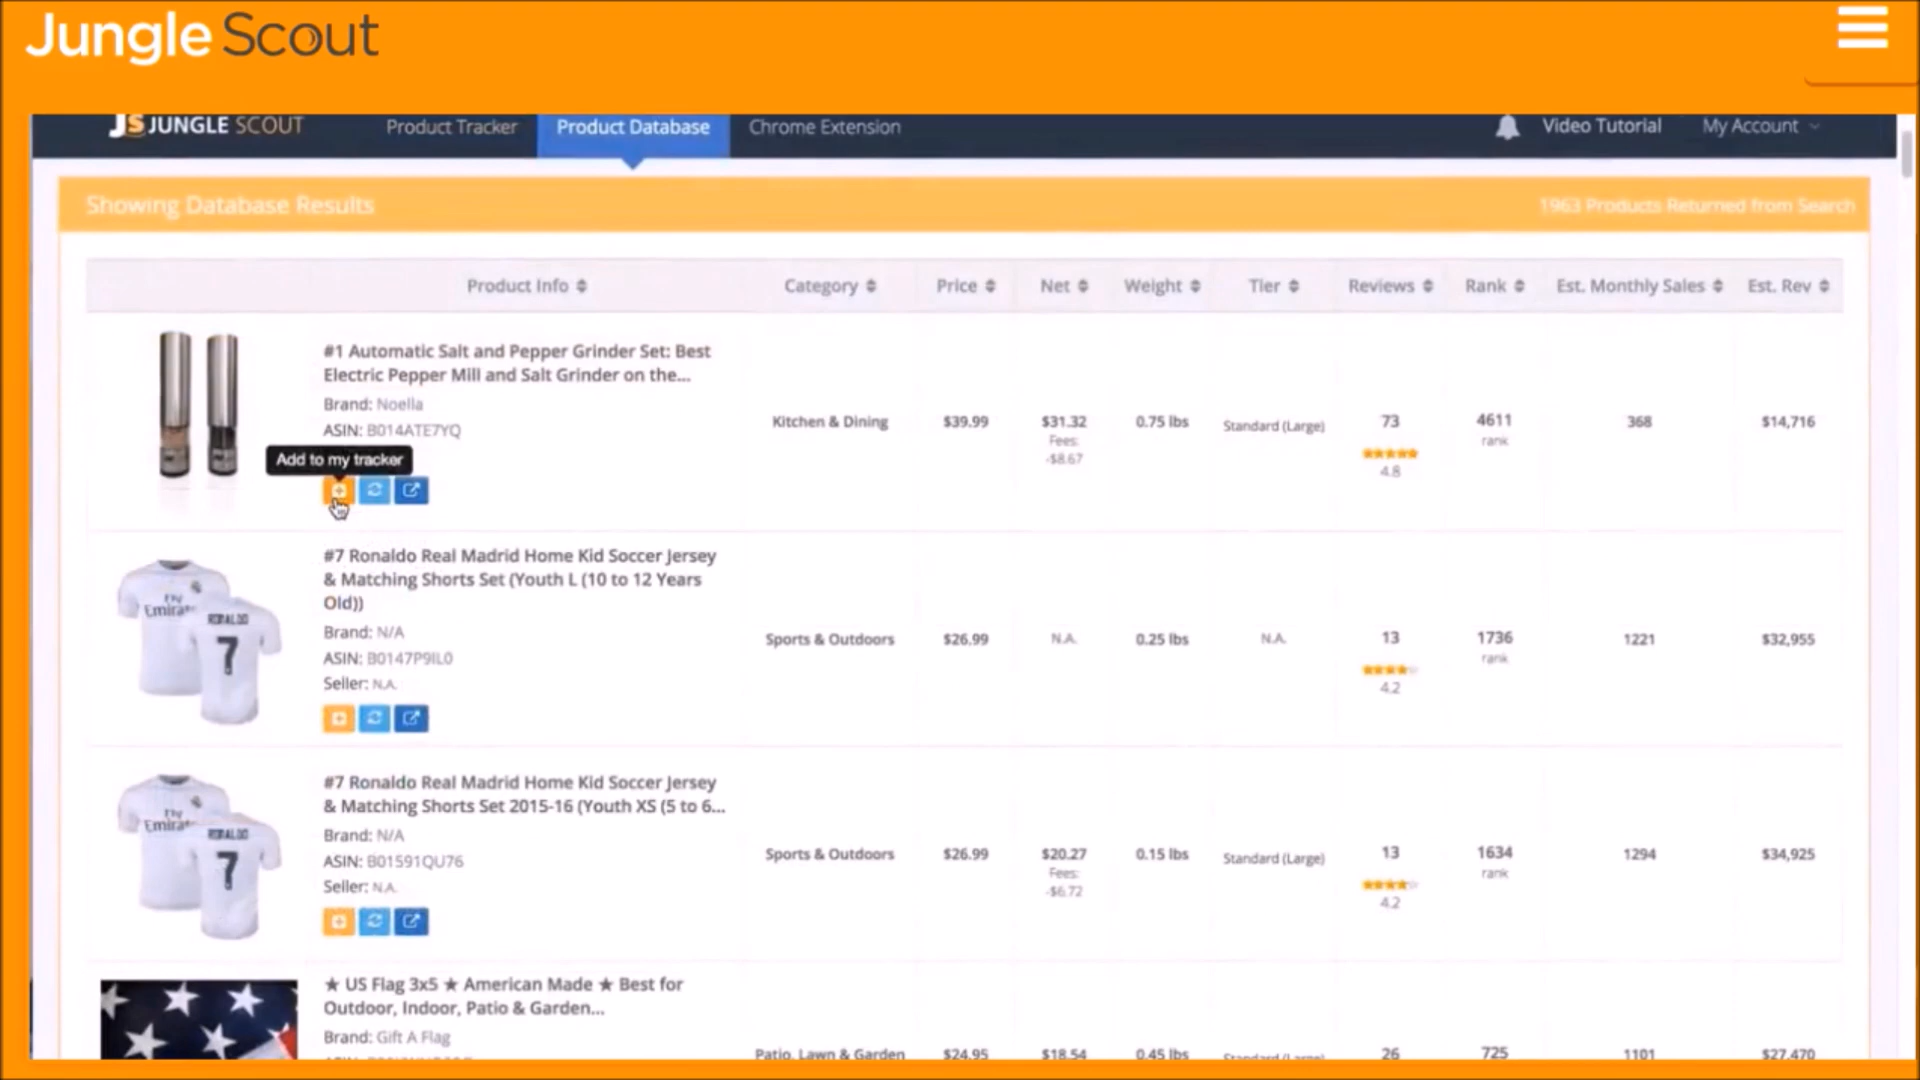 Jungle Scout
JS JUNGLE SCOUT
Product Tracker
Product Database
Chrome Extension
Video Tutorial
My Account
Showing Database Results
1963 Products Returned from Search
Product Info
Category
Price
Net
Weight
Tier
Reviews
Rank
Est. Monthly Sales
Est. Rev
#1 Automatic Salt and Pepper Grinder Set: Best
Electric Pepper Mill and Salt Grinder on the...
Brand: Noella
ASIN: B014ATE7YQ
Add to my tracker
Kitchen & Dining
$39.99
$31.32
Fees:
-$8.67
0.75 lbs
Standard (Large)
73
4.8
4611
rank
368
$14,716
#7 Ronaldo Real Madrid Home Kid Soccer Jersey
& Matching Shorts Set (Youth L (10 to 12 Years
Old))
Brand: N/A
ASIN: B0147P9IL0
Seller: N.A.
Fly
Emirates
RONALDO
7
Sports & Outdoors
$26.99
N.A.
0.25 lbs
N.A.
13
4.2
1736
rank
1221
$32,955
#7 Ronaldo Real Madrid Home Kid Soccer Jersey
& Matching Shorts Set 2015-16 (Youth XS (5 to 6...
Brand: N/A
ASIN: B01591QU76
Seller: N.A.
Fly
Emirates
RONALDO
7
Sports & Outdoors
$26.99
$20.27
Fees:
-$6.72
0.15 lbs
Standard (Large)
13
4.2
1634
rank
1294
$34,925
★ US Flag 3x5 ★ American Made ★ Best for
Outdoor, Indoor, Patio & Garden...
Brand: Gift A Flag
Patio, Lawn & Garden
$24.95
$18.54
0.45 lbs
Standard (Large)
26
725
1101
$27,470